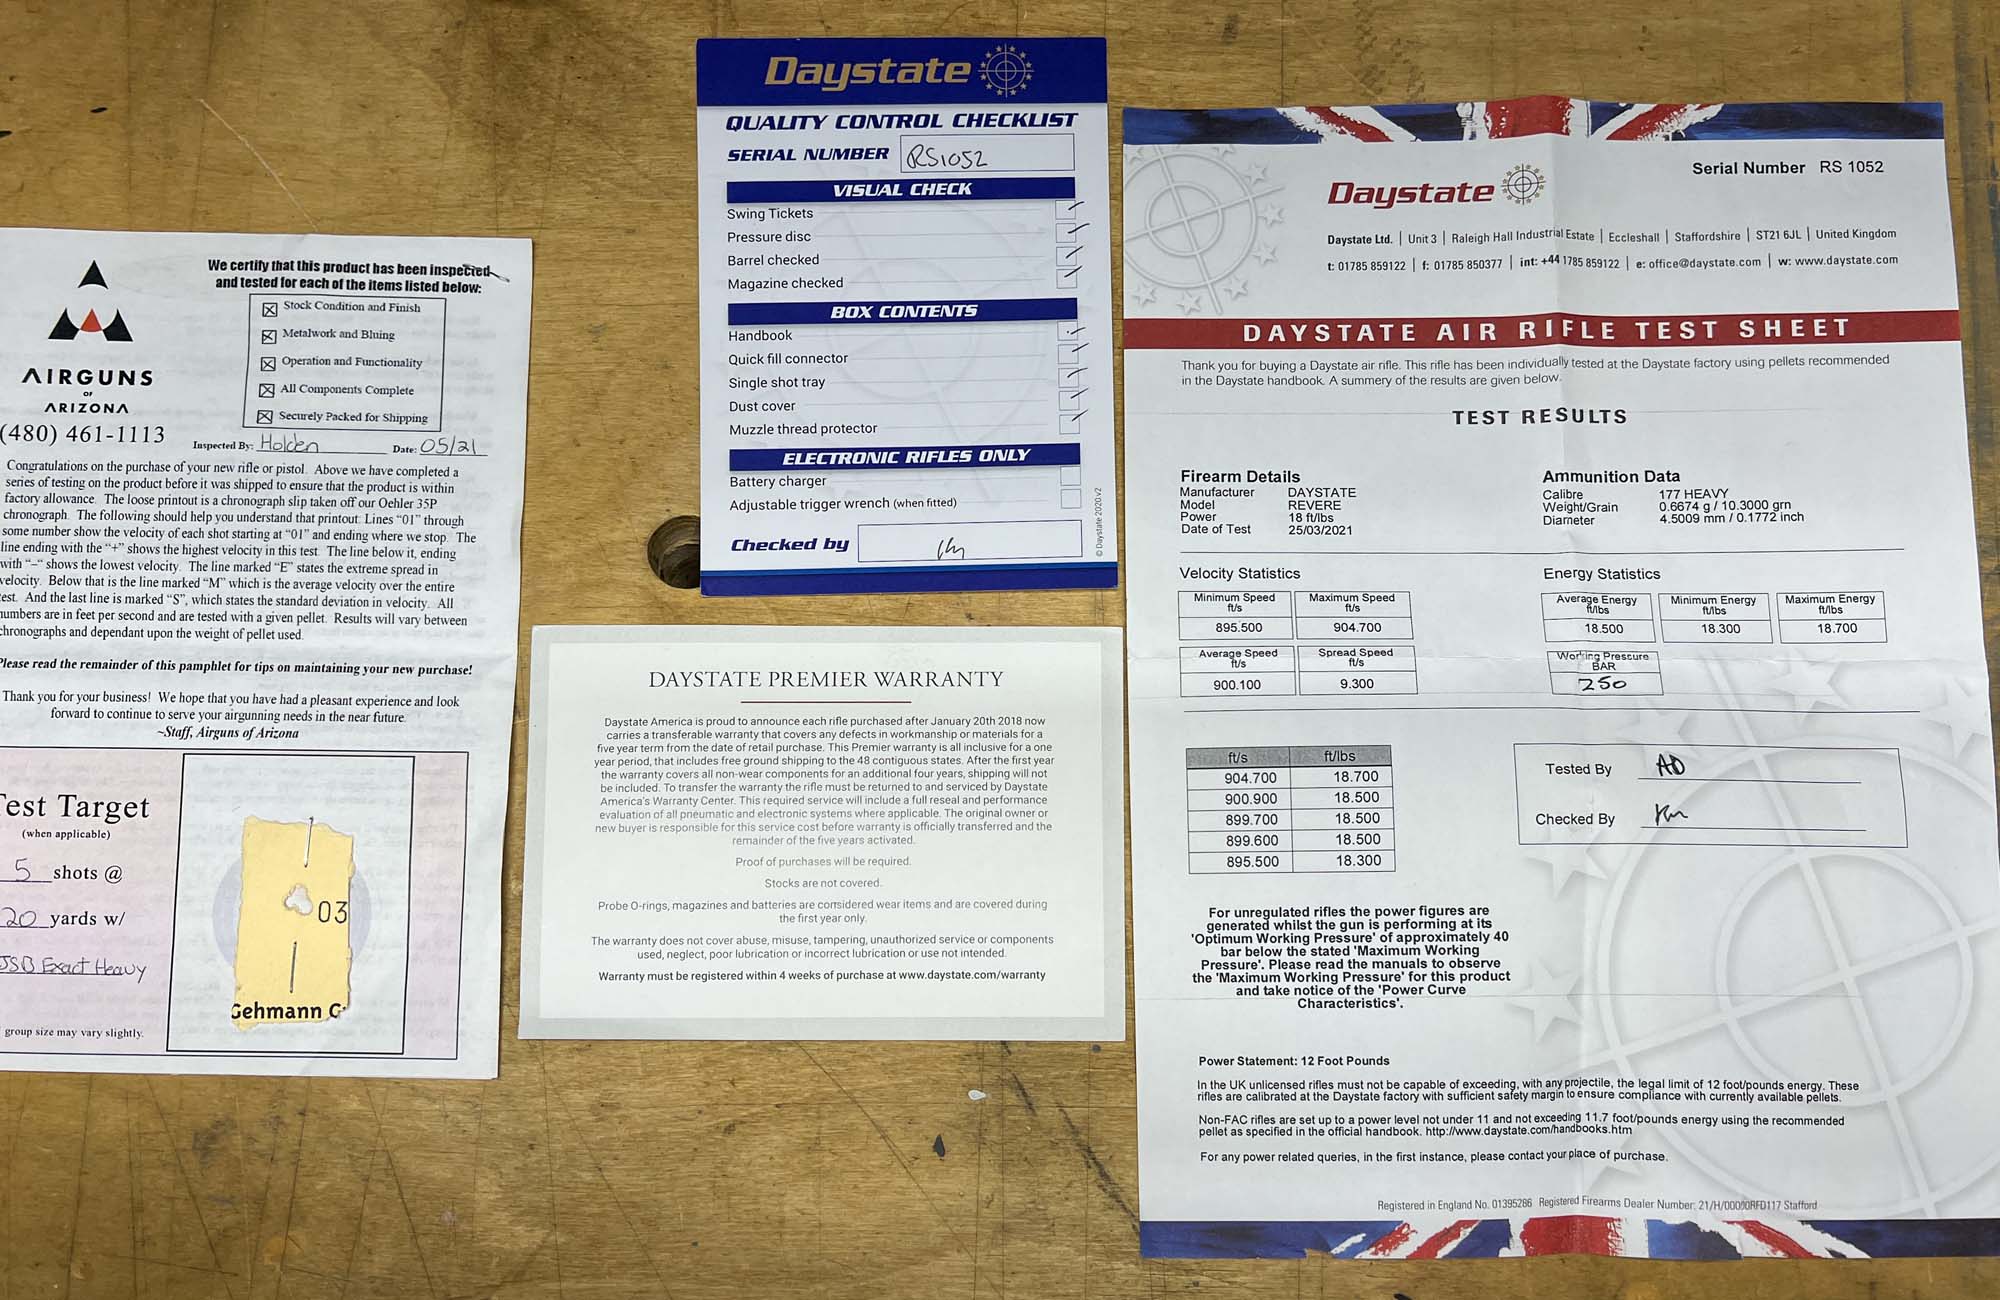 AIRGUNS
OF
ARIZONA
(480) 461-1113
We certify that this product has been inspected
and tested for each of the items listed below:
Stock Condition and Finish
Metalwork and Bluing
Operation and Functionality
All Components Complete
Securely Packed for Shipping
Inspected By: Holden Date: 05/21
Congratulations on the purchase of your new rifle or pistol. Above we have completed a
series of testing on the product before it was shipped to ensure that the product is within
factory allowance. The loose printout is a chronograph slip taken off our Oehler 35P
chronograph. The following should help you understand that printout: Lines "01" through
some number show the velocity of each shot starting at "01" and ending where we stop. The
line ending with the "+" shows the highest velocity in this test. The line below it, ending
with "–" shows the lowest velocity. The line marked "E" states the extreme spread in
velocity. Below that is the line marked "M" which is the average velocity over the entire
test. And the last line is marked "S", which states the standard deviation in velocity. All
numbers are in feet per second and are tested with a given pellet. Results will vary between
chronographs and dependant upon the weight of pellet used.
Please read the remainder of this pamphlet for tips on maintaining your new purchase!
Thank you for your business! We hope that you have had a pleasant experience and look
forward to continue to serve your airgunning needs in the near future.
~Staff, Airguns of Arizona
Test Target
(when applicable)
5 shots @
20 yards w/
JSB Exact Heavy
group size may vary slightly.
03
Gehmann G
Daystate
QUALITY CONTROL CHECKLIST
SERIAL NUMBER RS1052
VISUAL CHECK
Swing Tickets
Pressure disc
Barrel checked
Magazine checked
BOX CONTENTS
Handbook
Quick fill connector
Single shot tray
Dust cover
Muzzle thread protector
ELECTRONIC RIFLES ONLY
Battery charger
Adjustable trigger wrench (when fitted)
Checked by
© Daystate 2020 v2
DAYSTATE PREMIER WARRANTY
Daystate America is proud to announce each rifle purchased after January 20th 2018 now
carries a transferable warranty that covers any defects in workmanship or materials for a
five year term from the date of retail purchase. This Premier warranty is all inclusive for a one
year period, that includes free ground shipping to the 48 contiguous states. After the first year
the warranty covers all non-wear components for an additional four years, shipping will not
be included. To transfer the warranty the rifle must be returned to and serviced by Daystate
America's Warranty Center. This required service will include a full reseal and performance
evaluation of all pneumatic and electronic systems where applicable. The original owner or
new buyer is responsible for this service cost before warranty is officially transferred and the
remainder of the five years activated.
Proof of purchases will be required.
Stocks are not covered.
Probe O-rings, magazines and batteries are considered wear items and are covered during
the first year only.
The warranty does not cover abuse, misuse, tampering, unauthorized service or components
used, neglect, poor lubrication or incorrect lubrication or use not intended.
Warranty must be registered within 4 weeks of purchase at www.daystate.com/warranty
Serial Number RS 1052
Daystate
Daystate Ltd. | Unit 3 | Raleigh Hall Industrial Estate | Eccleshall | Staffordshire | ST21 6JL | United Kingdom
t: 01785 859122 | f: 01785 850377 | int: +44 1785 859122 | e: office@daystate.com | w: www.daystate.com
DAYSTATE AIR RIFLE TEST SHEET
Thank you for buying a Daystate air rifle. This rifle has been individually tested at the Daystate factory using pellets recommended
in the Daystate handbook. A summery of the results are given below.
TEST RESULTS
Firearm Details
Manufacturer DAYSTATE
Model REVERE
Power 18 ft/lbs
Date of Test 25/03/2021
Ammunition Data
Calibre 177 HEAVY
Weight/Grain 0.6674 g / 10.3000 grn
Diameter 4.5009 mm / 0.1772 inch
Velocity Statistics
Minimum Speed Maximum Speed
ft/s ft/s
895.500 904.700
Average Speed Spread Speed
ft/s ft/s
900.100 9.300
Energy Statistics
Average Energy Minimum Energy Maximum Energy
ft/lbs ft/lbs ft/lbs
18.500 18.300 18.700
Working Pressure
BAR
250
ft/s ft/lbs
904.700 18.700
900.900 18.500
899.700 18.500
899.600 18.500
895.500 18.300
Tested By AD
Checked By
For unregulated rifles the power figures are
generated whilst the gun is performing at its
'Optimum Working Pressure' of approximately 40
bar below the stated 'Maximum Working
Pressure'. Please read the manuals to observe
the 'Maximum Working Pressure' for this product
and take notice of the 'Power Curve
Characteristics'.
Power Statement: 12 Foot Pounds
In the UK unlicensed rifles must not be capable of exceeding, with any projectile, the legal limit of 12 foot/pounds energy. These
rifles are calibrated at the Daystate factory with sufficient safety margin to ensure compliance with currently available pellets.
Non-FAC rifles are set up to a power level not under 11 and not exceeding 11.7 foot/pounds energy using the recommended
pellet as specified in the official handbook. http://www.daystate.com/handbooks.htm
For any power related queries, in the first instance, please contact your place of purchase.
Registered in England No. 01395286 Registered Firearms Dealer Number: 21/H/00000RFD117 Stafford